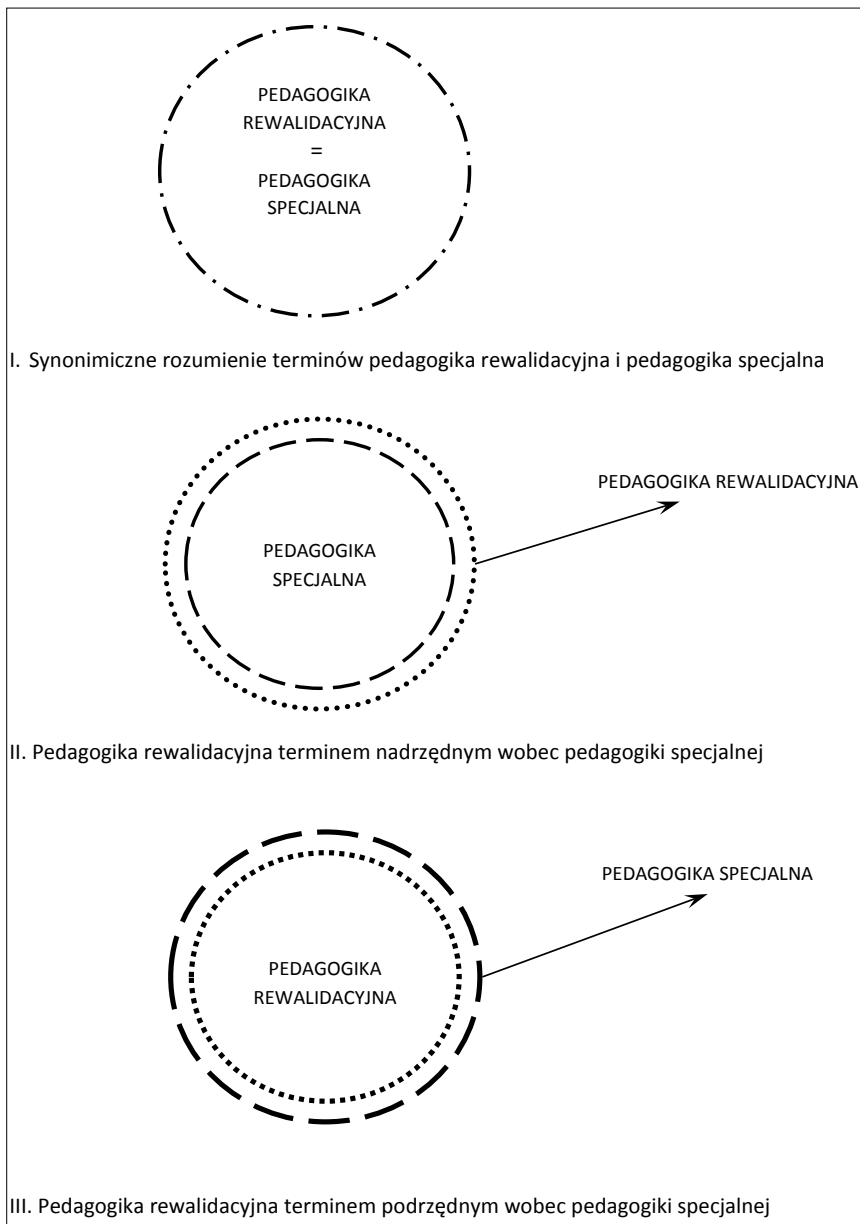 PEDAGOGIKA
REWALIDACYJNA
=
PEDAGOGIKA
SPECJALNA
I. Synonimiczne rozumienie terminów pedagogika rewalidacyjna i pedagogika specjalna
PEDAGOGIKA REWALIDACYJNA
PEDAGOGIKA
SPECJALNA
II. Pedagogika rewalidacyjna terminem nadrzędnym wobec pedagogiki specjalnej
PEDAGOGIKA SPECJALNA
PEDAGOGIKA
REWALIDACYJNA
III. Pedagogika rewalidacyjna terminem podrzędnym wobec pedagogiki specjalnej